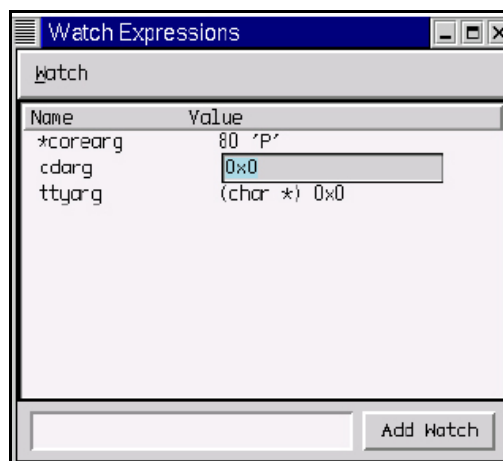 Watch Expressions
Watch
Name Value
*corearg 80 'P'
cdarg 0x0
ttyarg (char *) 0x0
Add Watch